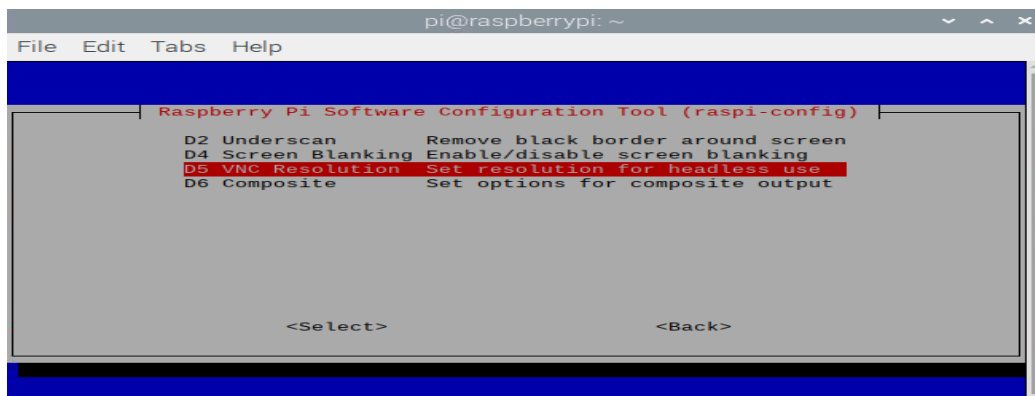 pi@raspberrypi: ~
File Edit Tabs Help
Raspberry Pi Software Configuration Tool (raspi-config)
D2 Underscan Remove black border around screen
D4 Screen Blanking Enable/disable screen blanking
D5 VNC Resolution Set resolution for headless use
D6 Composite Set options for composite output
<Select> <Back>